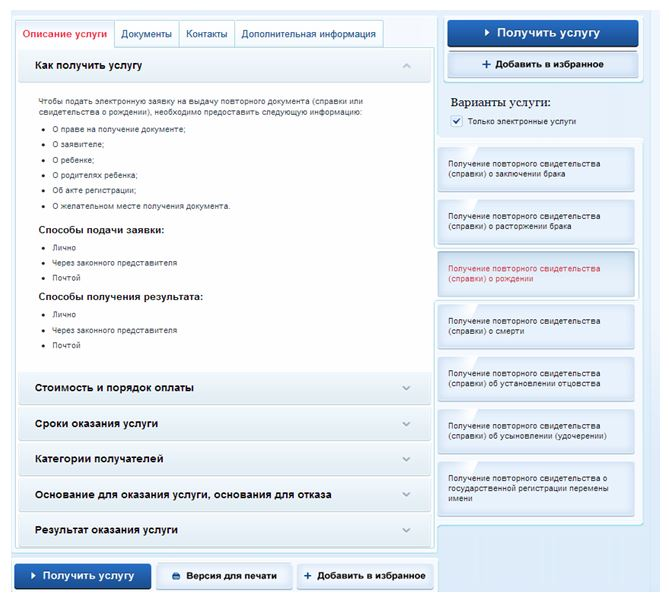 Описание услуги
Документы
Контакты
Дополнительная информация
Как получить услугу
Чтобы подать электронную заявку на выдачу повторного документа (справки или
свидетельства о рождении), необходимо предоставить следующую информацию:
О праве на получение документе;
О заявителе;
О ребенке;
О родителях ребенка;
Об акте регистрации;
О желательном месте получения документа.
Способы подачи заявки:
Лично
Через законного представителя
Почтой
Способы получения результата:
Лично
Через законного представителя
Почтой
Стоимость и порядок оплаты
Сроки оказания услуги
Категории получателей
Основание для оказания услуги, основания для отказа
Результат оказания услуги
Получить услугу
Версия для печати
+ Добавить в избранное
Получить услугу
+ Добавить в избранное
Варианты услуги:
Только электронные услуги
Получение повторного свидетельства
(справки) о заключении брака
Получение повторного свидетельства
(справки) о расторжении брака
Получение повторного свидетельства
(справки) о рождении
Получение повторного свидетельства
(справки) о смерти
Получение повторного свидетельства
(справки) об установлении отцовства
Получение повторного свидетельства
(справки) об усыновлении (удочерении)
Получение повторного свидетельства о
государственной регистрации перемены
имени